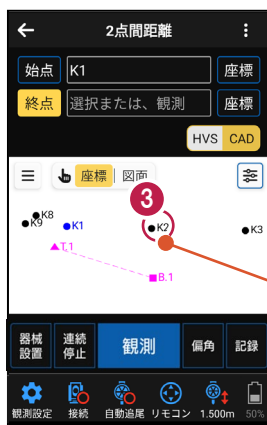 2点間距離
始点 K1 座標
終点 選択または、観測 座標
HVS CAD
座標 図面
3
K8
K9 K1 K2 K3
T.1
B.1
器械設置 連続停止 観測 偏角 記録
観測設定 接続 自動追尾 リモコン 1.500m 50%